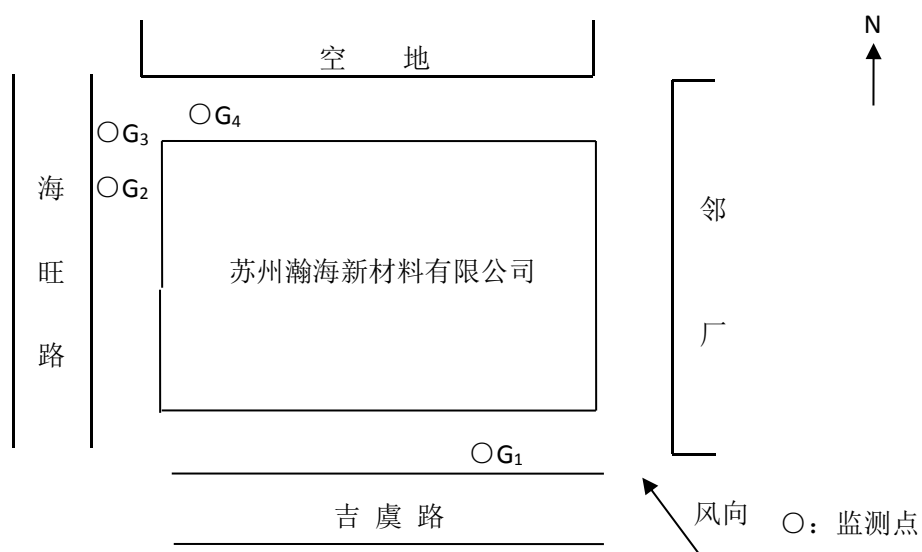 N
空 地
○G₄
○G₃
○G₂
海旺路
苏州瀚海新材料有限公司
邻厂
○G₁
吉虞路
风向
○：监测点